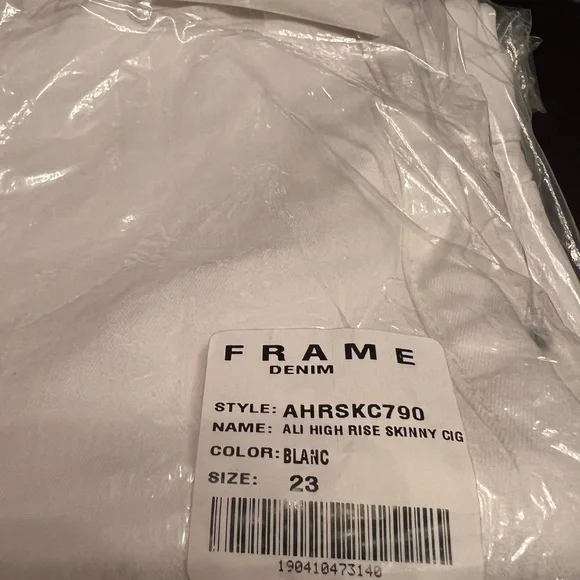 FRAME
DENIM
STYLE: AHRSKC790
NAME: ALI HIGH RISE SKINNY CIG
COLOR: BLANC
SIZE: 23
190410473140